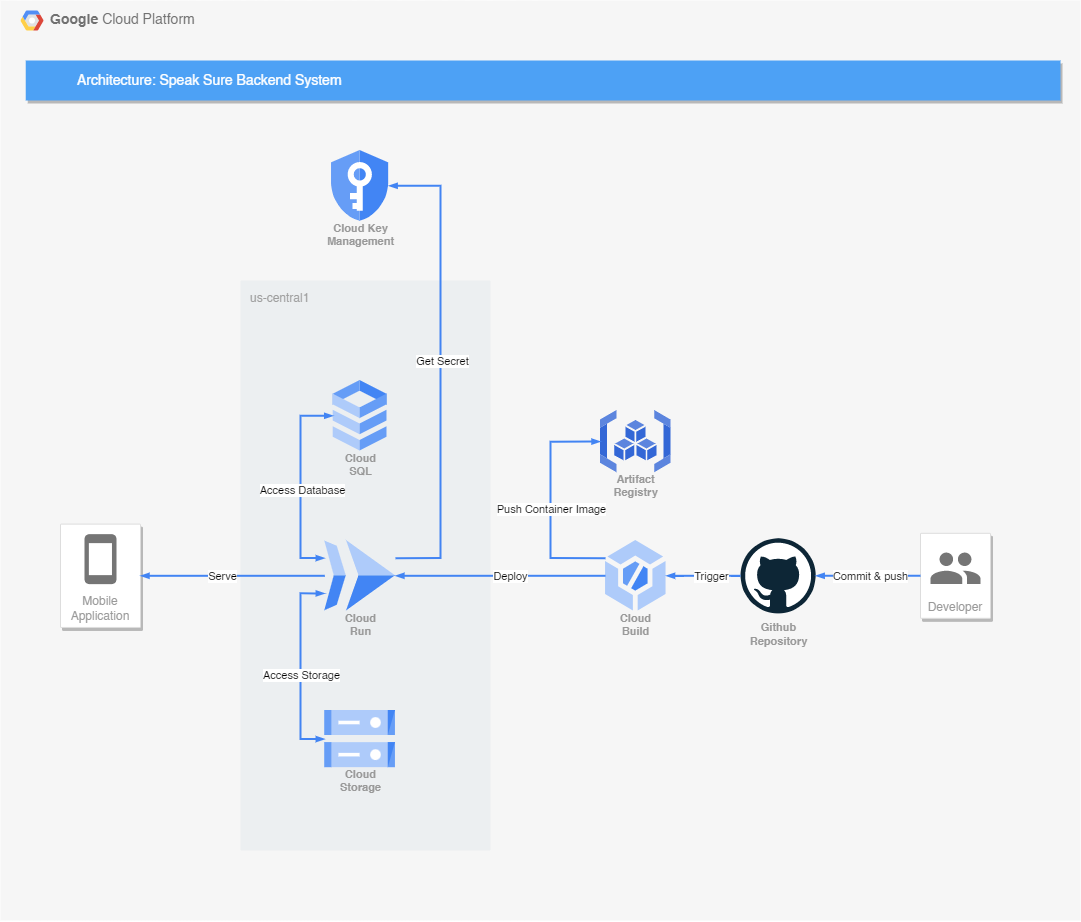 Google Cloud Platform
Architecture: Speak Sure Backend System
Cloud Key
Management
us-central1
Get Secret
Cloud
SQL
Access Database
Artifact
Registry
Push Container Image
Mobile
Application
Serve
Cloud
Run
Deploy
Cloud
Build
Trigger
Github
Repository
Commit & push
Developer
Access Storage
Cloud
Storage